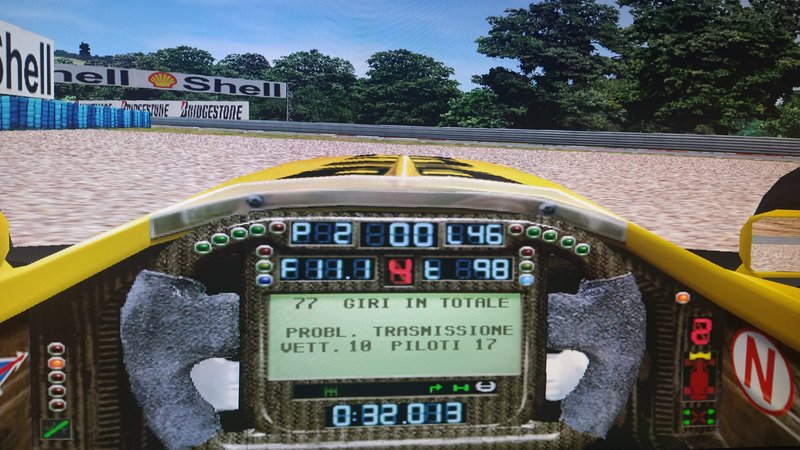 Shell
hell Shell
BRIDGESTONE BRIDGESTONE
P 2 00 L46
F11.1 4 t 98
77 GIRI IN TOTALE
PROBL. TRASMISSIONE
VETT.10 PILOTI 17
0:32.013
N